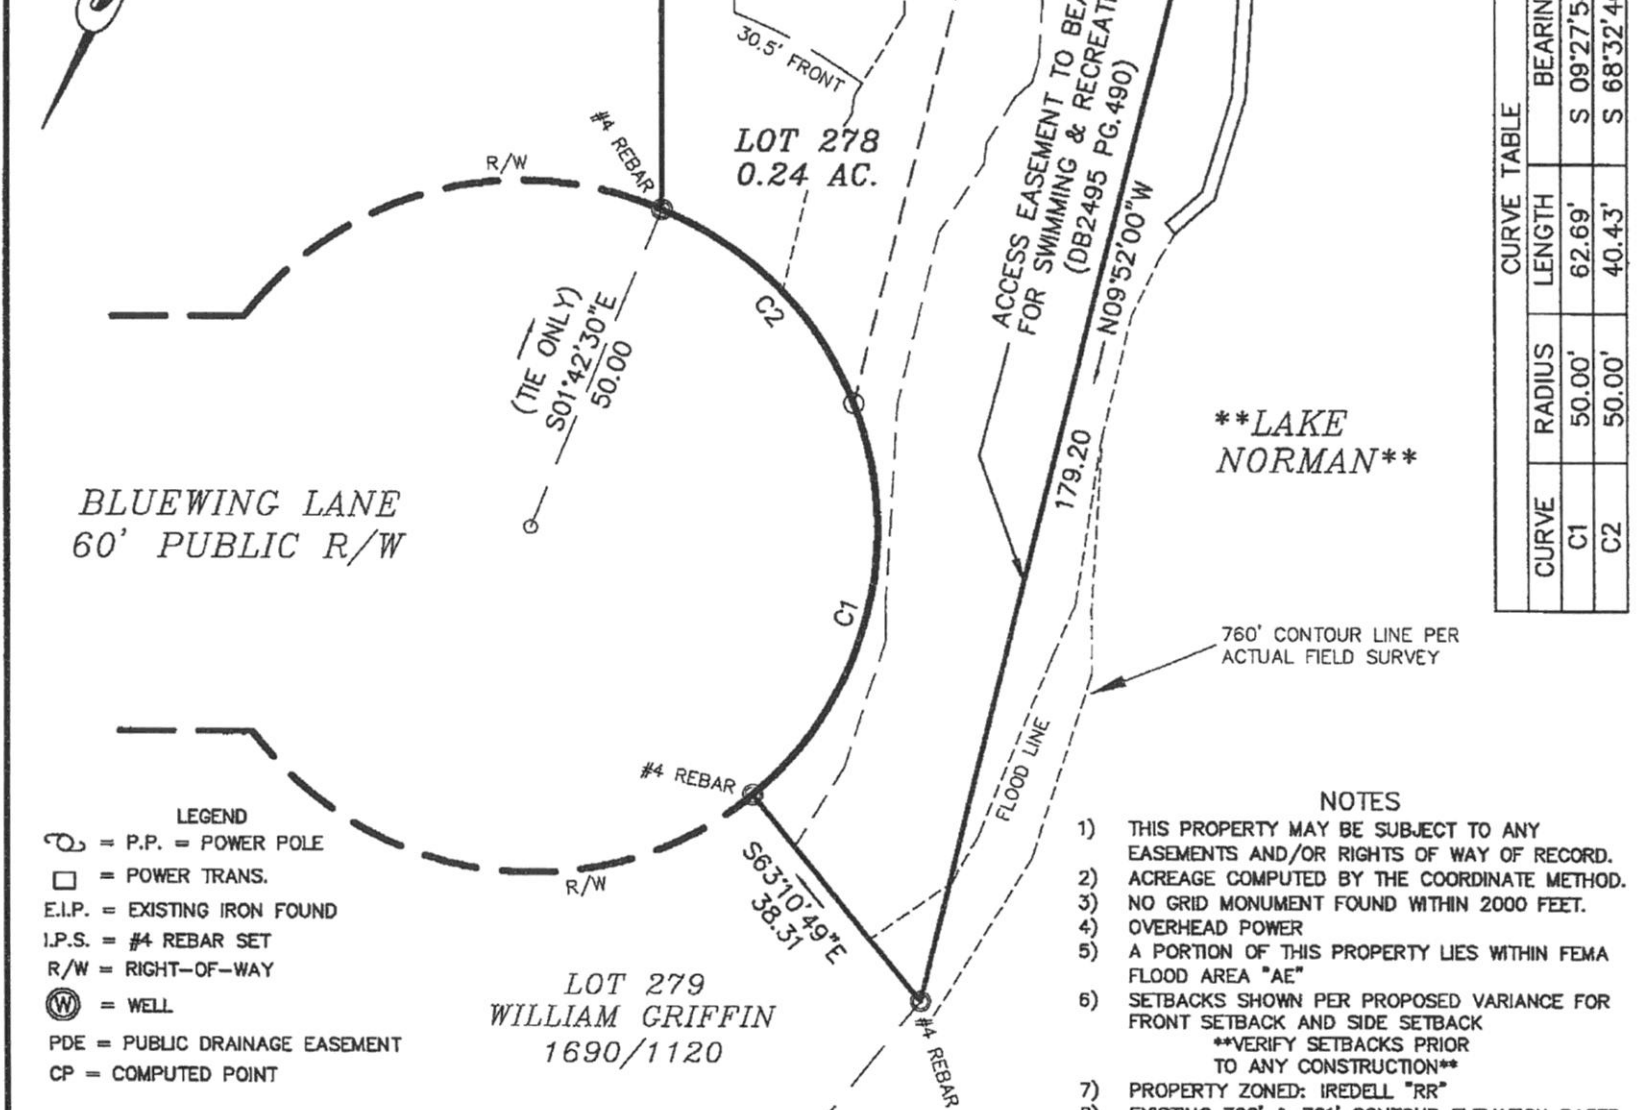 30.5' FRONT
#4 REBAR
R/W
LOT 278
0.24 AC.
ACCESS EASEMENT TO
FOR SWIMMING & 
(DB2495 PG.490)
N09°52'00"W
179.20
C2
(TIE ONLY)
S01°42'30"E
50.00
BLUEWING LANE
60' PUBLIC R/W
C1
**LAKE
NORMAN**
CURVE TABLE
CURVE RADIUS LENGTH
C1 50.00' 62.69' S 09°27'5
C2 50.00' 40.43' S 68°32'4
760' CONTOUR LINE PER
ACTUAL FIELD SURVEY
FLOOD LINE
#4 REBAR
R/W
S63°10'49"E
38.31
#4 REBAR
LOT 279
WILLIAM GRIFFIN
1690/1120
LEGEND
= P.P. = POWER POLE
= POWER TRANS.
E.I.P. = EXISTING IRON FOUND
I.P.S. = #4 REBAR SET
R/W = RIGHT-OF-WAY
W = WELL
PDE = PUBLIC DRAINAGE EASEMENT
CP = COMPUTED POINT
NOTES
1) THIS PROPERTY MAY BE SUBJECT TO ANY
EASEMENTS AND/OR RIGHTS OF WAY OF RECORD.
2) ACREAGE COMPUTED BY THE COORDINATE METHOD.
3) NO GRID MONUMENT FOUND WITHIN 2000 FEET.
4) OVERHEAD POWER
5) A PORTION OF THIS PROPERTY LIES WITHIN FEMA
FLOOD AREA "AE"
6) SETBACKS SHOWN PER PROPOSED VARIANCE FOR
FRONT SETBACK AND SIDE SETBACK
**VERIFY SETBACKS PRIOR
TO ANY CONSTRUCTION**
7) PROPERTY ZONED: IREDELL "RR"